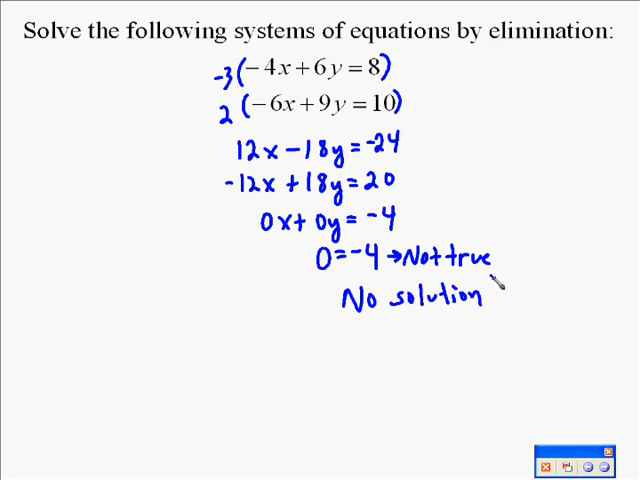 Solve the following systems of equations by elimination:
-3(−4x+6y=8)
2(−6x+9y=10)
12x−18y=-24
-12x+18y=20
0x+0y=-4
0=-4→Not true
No solution